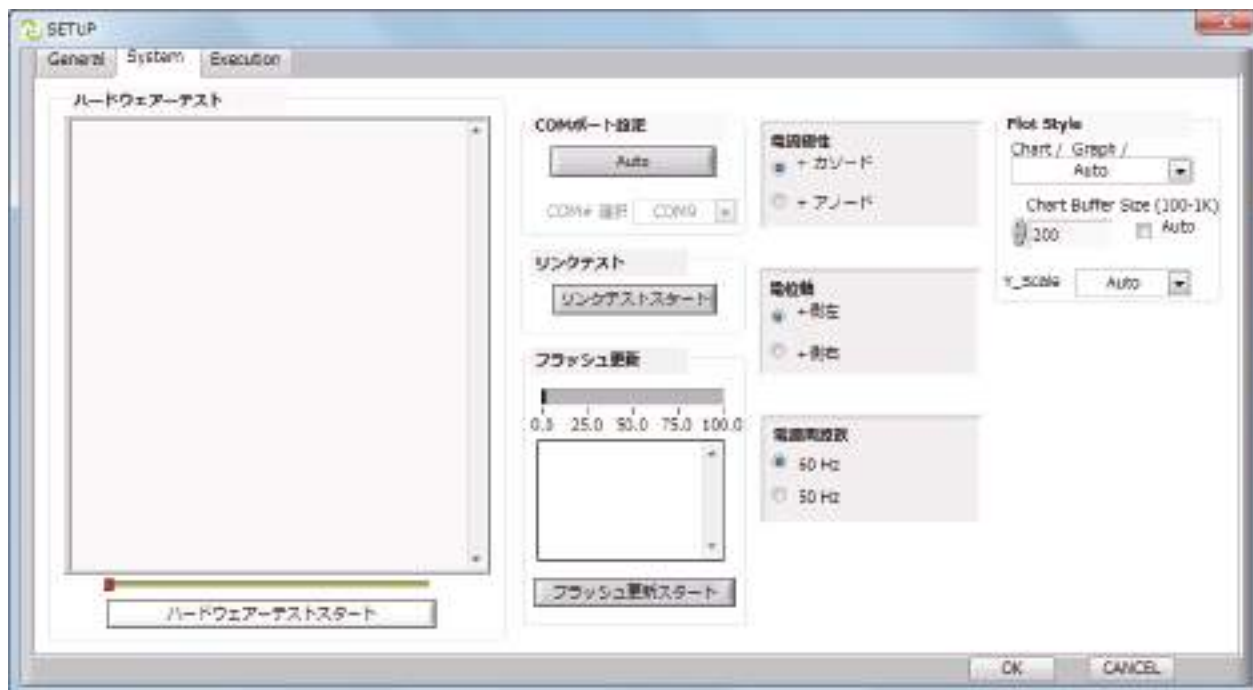 SETUP
General System Execution
ハードウェアーテスト
ハードウェアーテストスタート
COMポート設定
Auto
COM# 選択 COM9
リンクテスト
リンクテストスタート
フラッシュ更新
0.0 25.0 50.0 75.0 100.0
フラッシュ更新スタート
電流極性
+ カソード
+ アノード
電位軸
+側左
+側右
電源周波数
60 Hz
50 Hz
Plot Style
Chart / Graph /
Auto
Chart Buffer Size (100-1K)
200 Auto
Y_Scale Auto
OK CANCEL